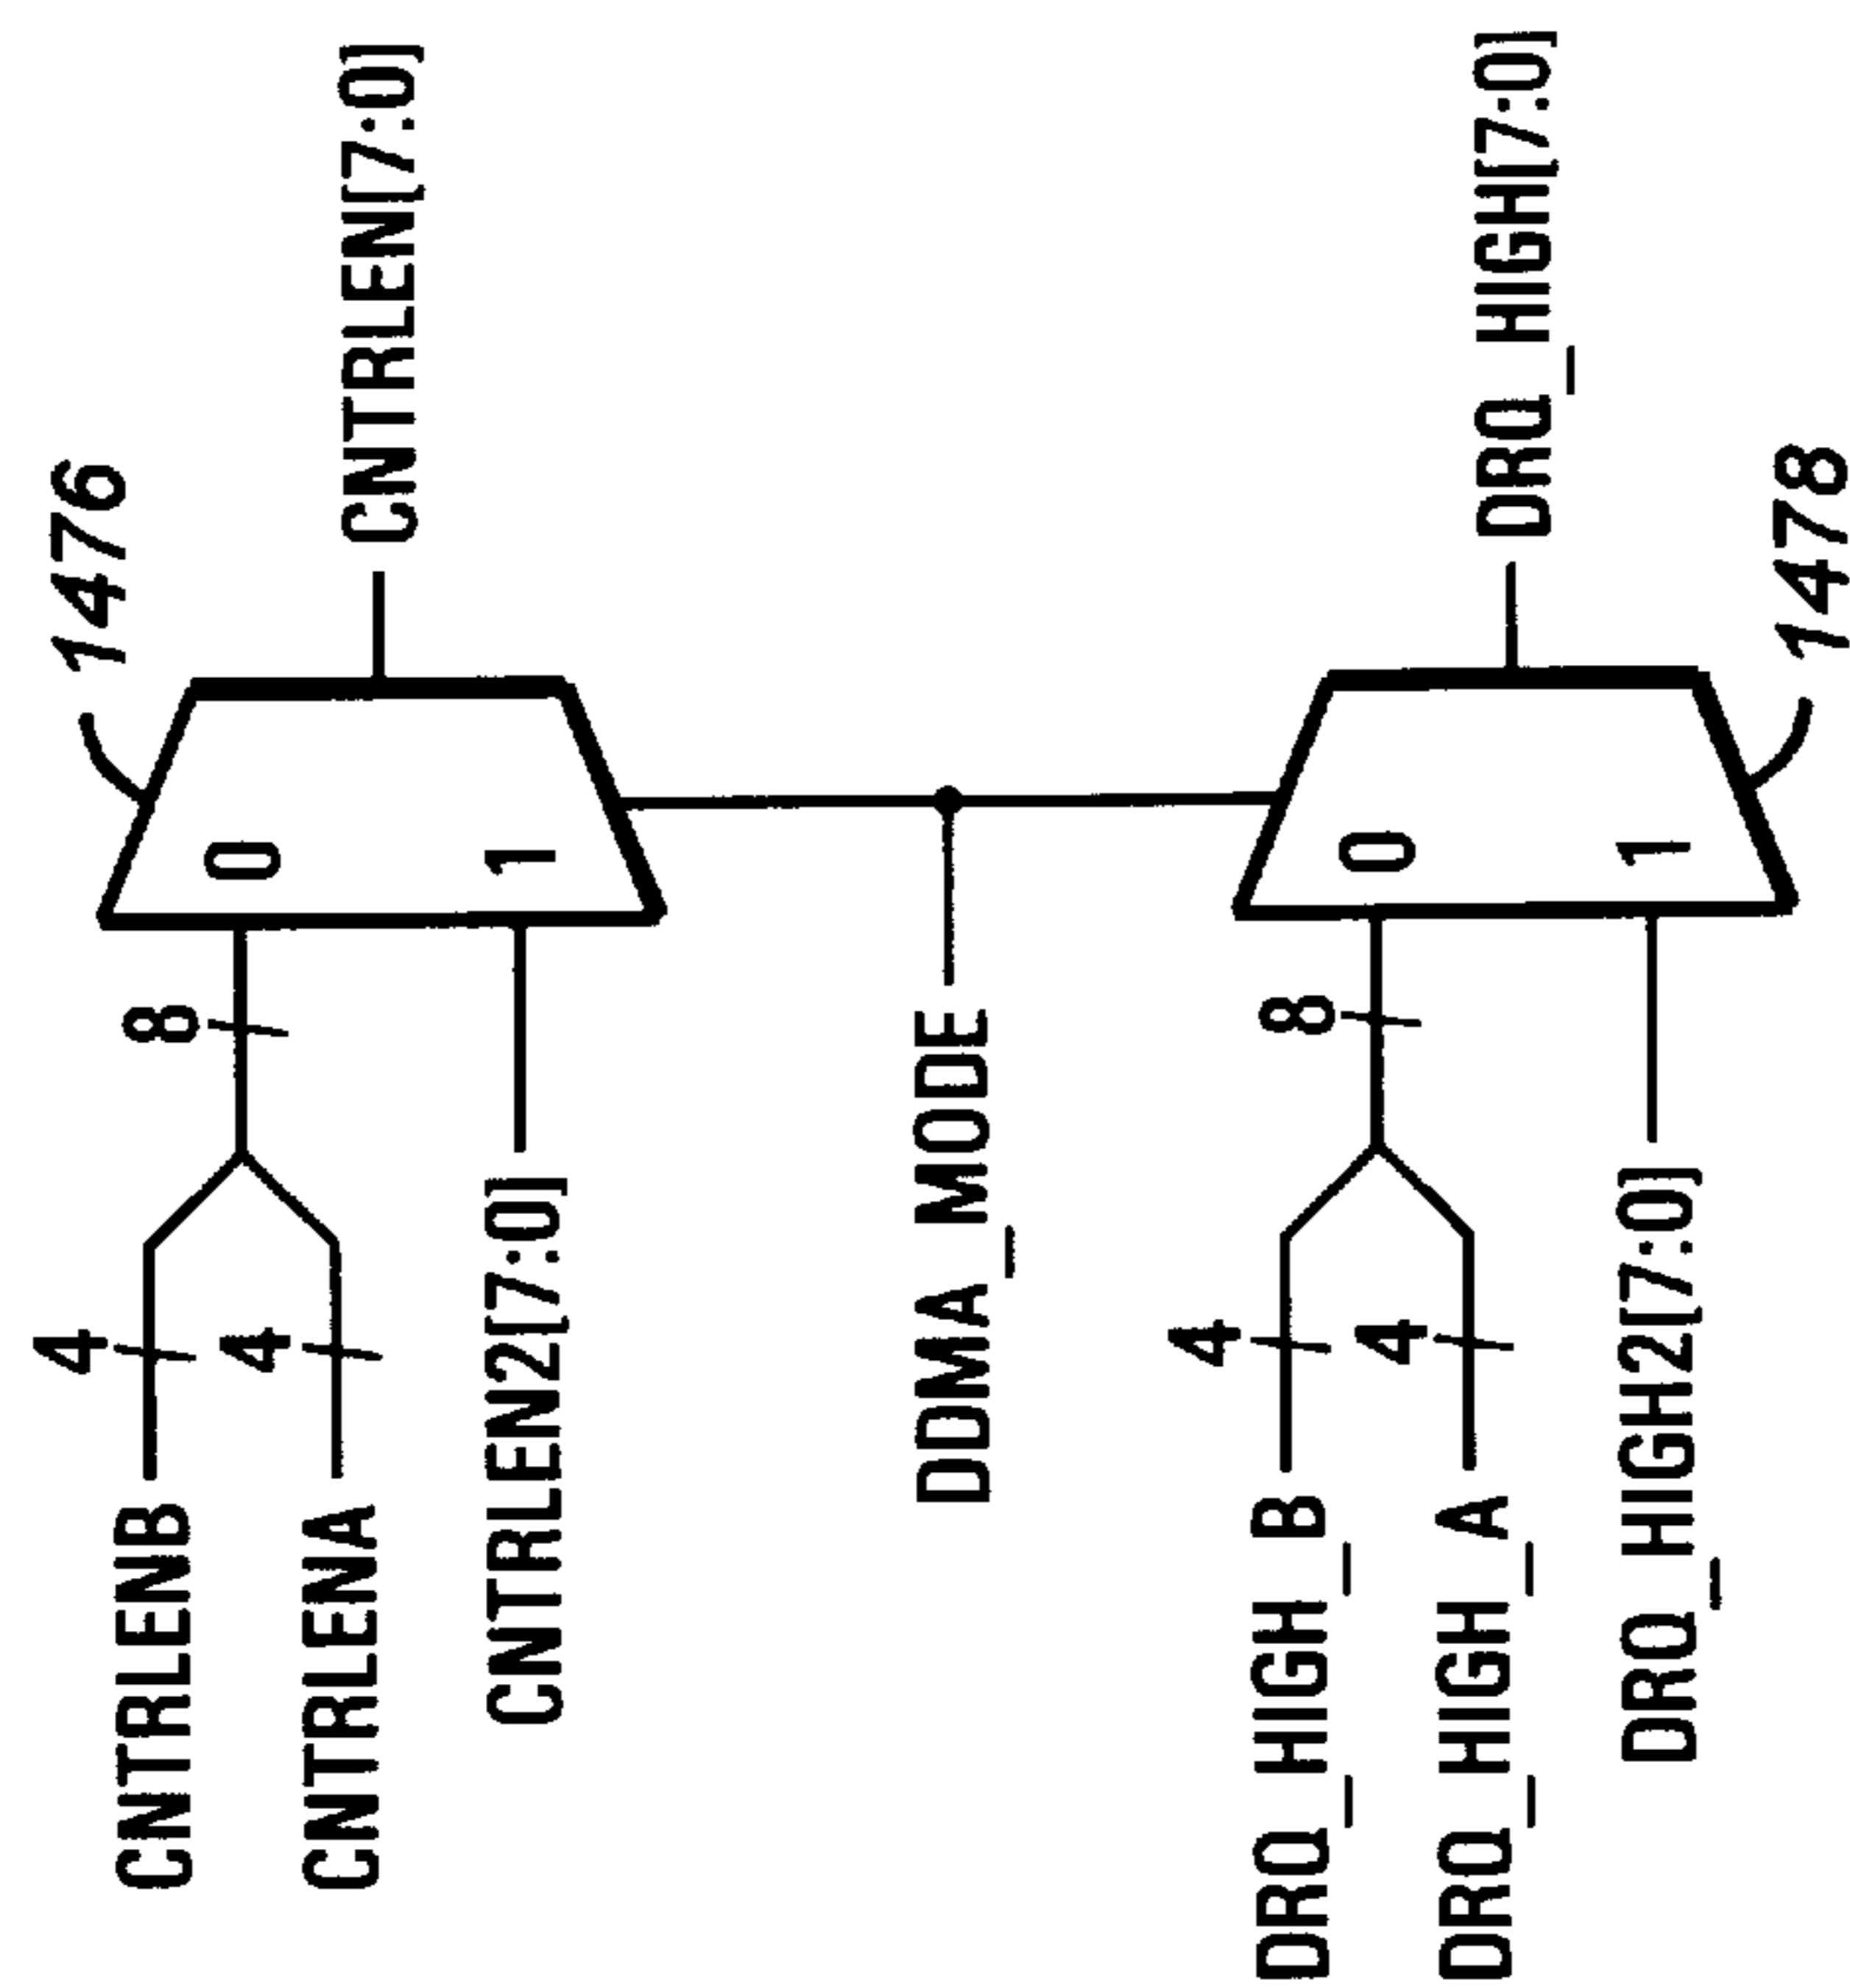 1476
CNTRLENB
4
CNTRLENA
4
8
0
CNTRLEN[7:0]
CNTRLEN2[7:0]
1
DDMA_MODE
DRQ_HIGH_B
4
DRQ_HIGH_A
4
8
0
DRQ_HIGH[7:0]
DRQ_HIGH2[7:0]
1
1478